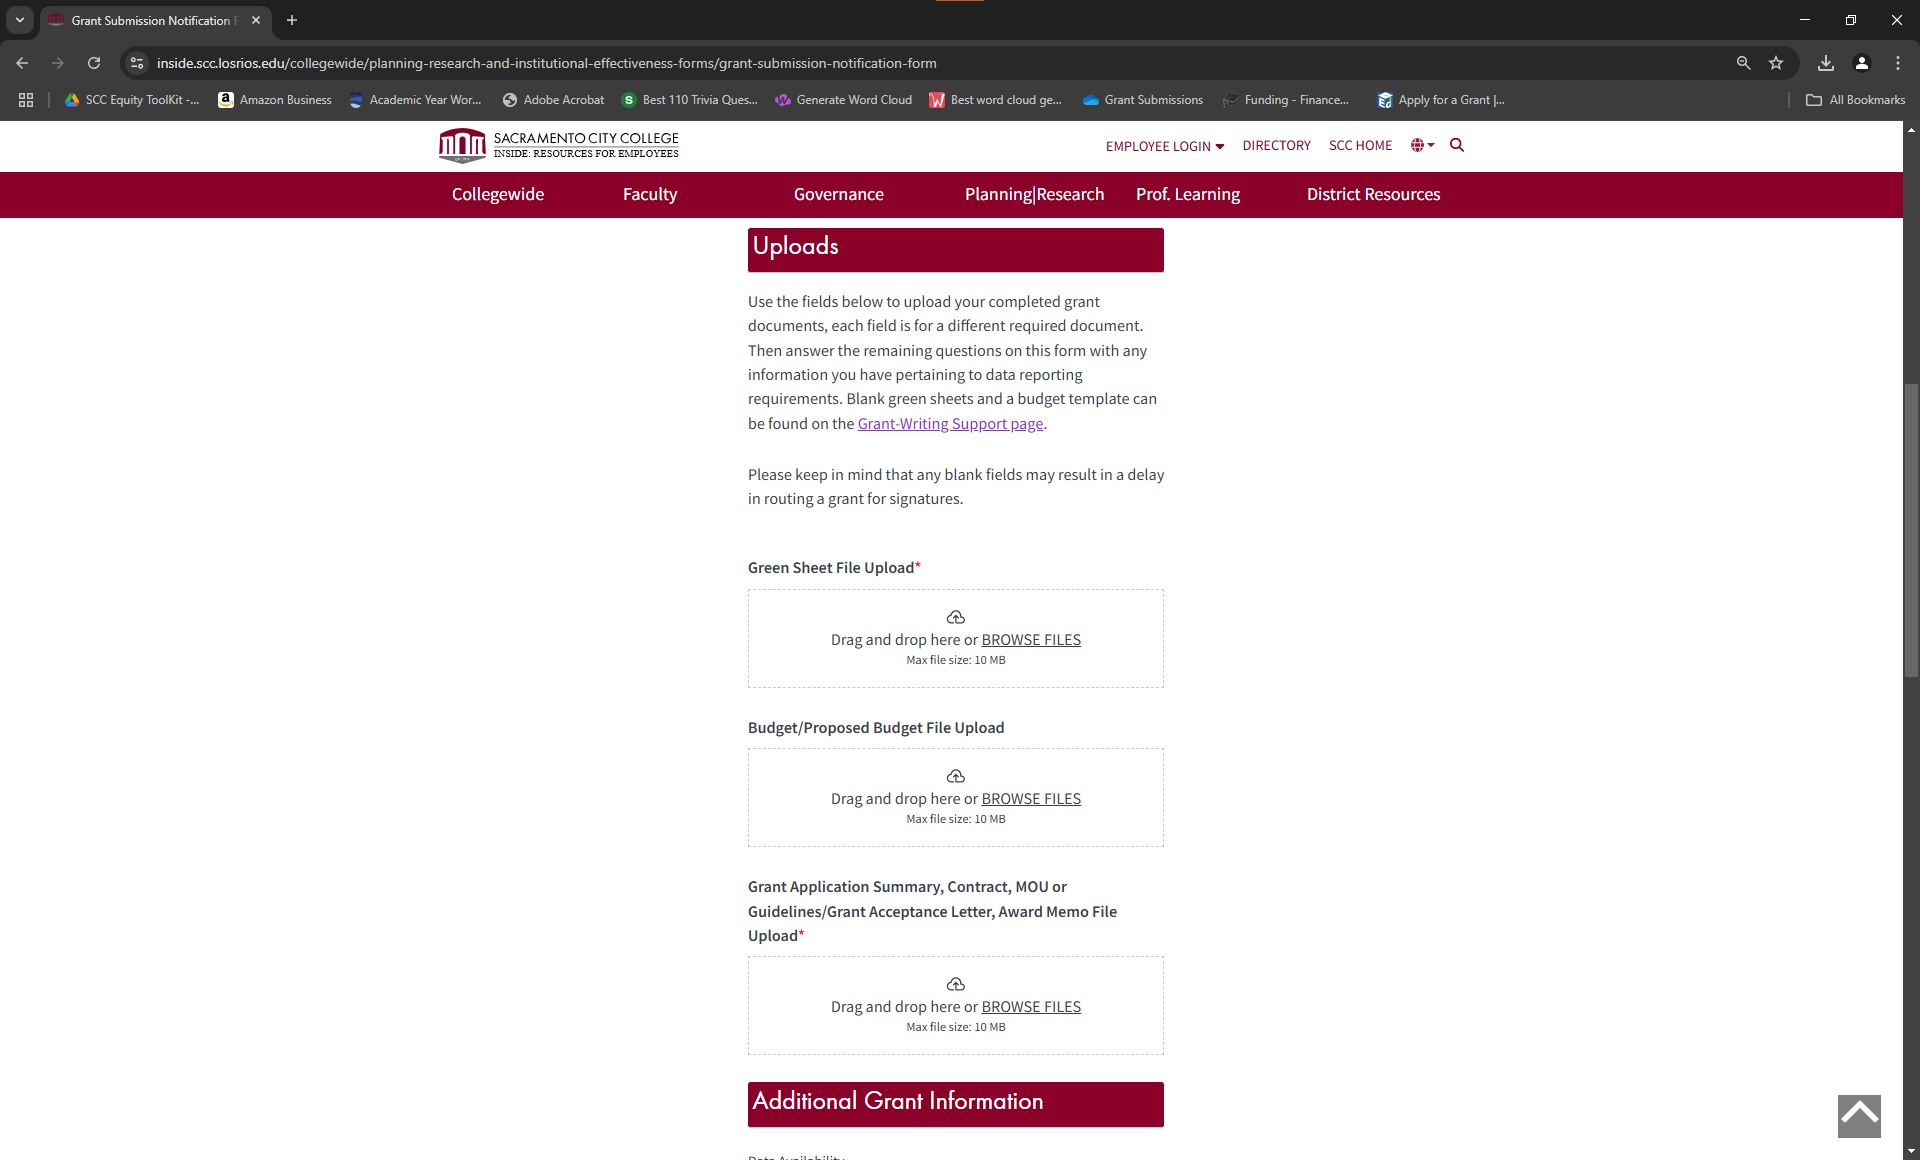 Grant Submission Notification F
inside.scc.losrios.edu/collegewide/planning-research-and-institutional-effectiveness-forms/grant-submission-notification-form
SCC Equity ToolKit -...
Amazon Business
Academic Year Wor...
Adobe Acrobat
Best 110 Trivia Ques...
Generate Word Cloud
Best word cloud ge...
Grant Submissions
Funding - Finance...
Apply for a Grant |...
All Bookmarks
SACRAMENTO CITY COLLEGE
INSIDE: RESOURCES FOR EMPLOYEES
EMPLOYEE LOGIN
DIRECTORY
SCC HOME
Collegewide
Faculty
Governance
Planning|Research
Prof. Learning
District Resources
Uploads
Use the fields below to upload your completed grant
documents, each field is for a different required document.
Then answer the remaining questions on this form with any
information you have pertaining to data reporting
requirements. Blank green sheets and a budget template can
be found on the Grant-Writing Support page.
Please keep in mind that any blank fields may result in a delay
in routing a grant for signatures.
Green Sheet File Upload*
Drag and drop here or BROWSE FILES
Max file size: 10 MB
Budget/Proposed Budget File Upload
Drag and drop here or BROWSE FILES
Max file size: 10 MB
Grant Application Summary, Contract, MOU or
Guidelines/Grant Acceptance Letter, Award Memo File
Upload*
Drag and drop here or BROWSE FILES
Max file size: 10 MB
Additional Grant Information
Data Availability